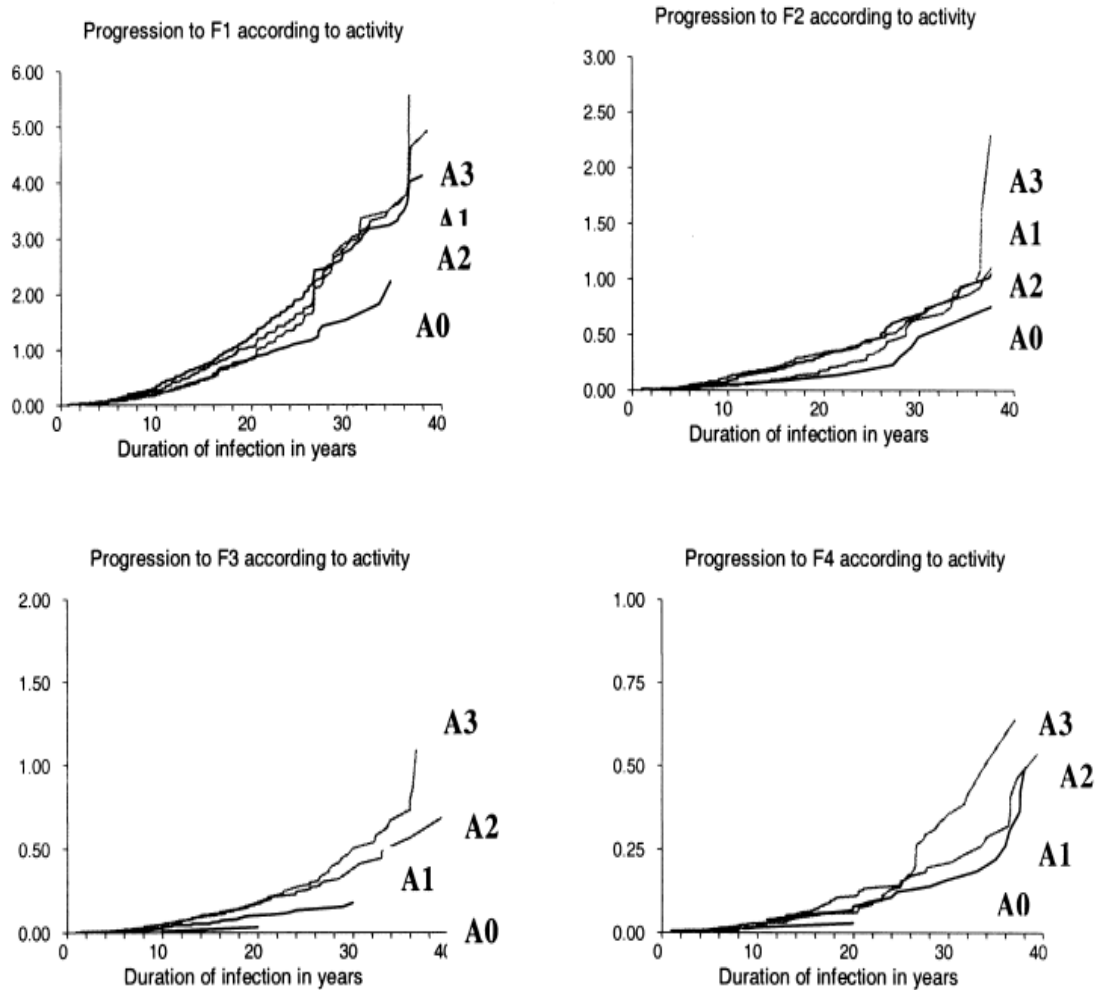 Progression to F1 according to activity
6.00
5.00
4.00
3.00
2.00
1.00
0.00
0 10 20 30 40
Duration of infection in years
A3
A1
A2
A0
Progression to F2 according to activity
3.00
2.50
2.00
1.50
1.00
0.50
0.00
0 10 20 30 40
Duration of infection in years
A3
A1
A2
A0
Progression to F3 according to activity
2.00
1.50
1.00
0.50
0.00
0 10 20 30 40
Duration of infection in years
A3
A2
A1
A0
Progression to F4 according to activity
1.00
0.75
0.50
0.25
0.00
0 10 20 30 40
Duration of infection in years
A3
A2
A1
A0